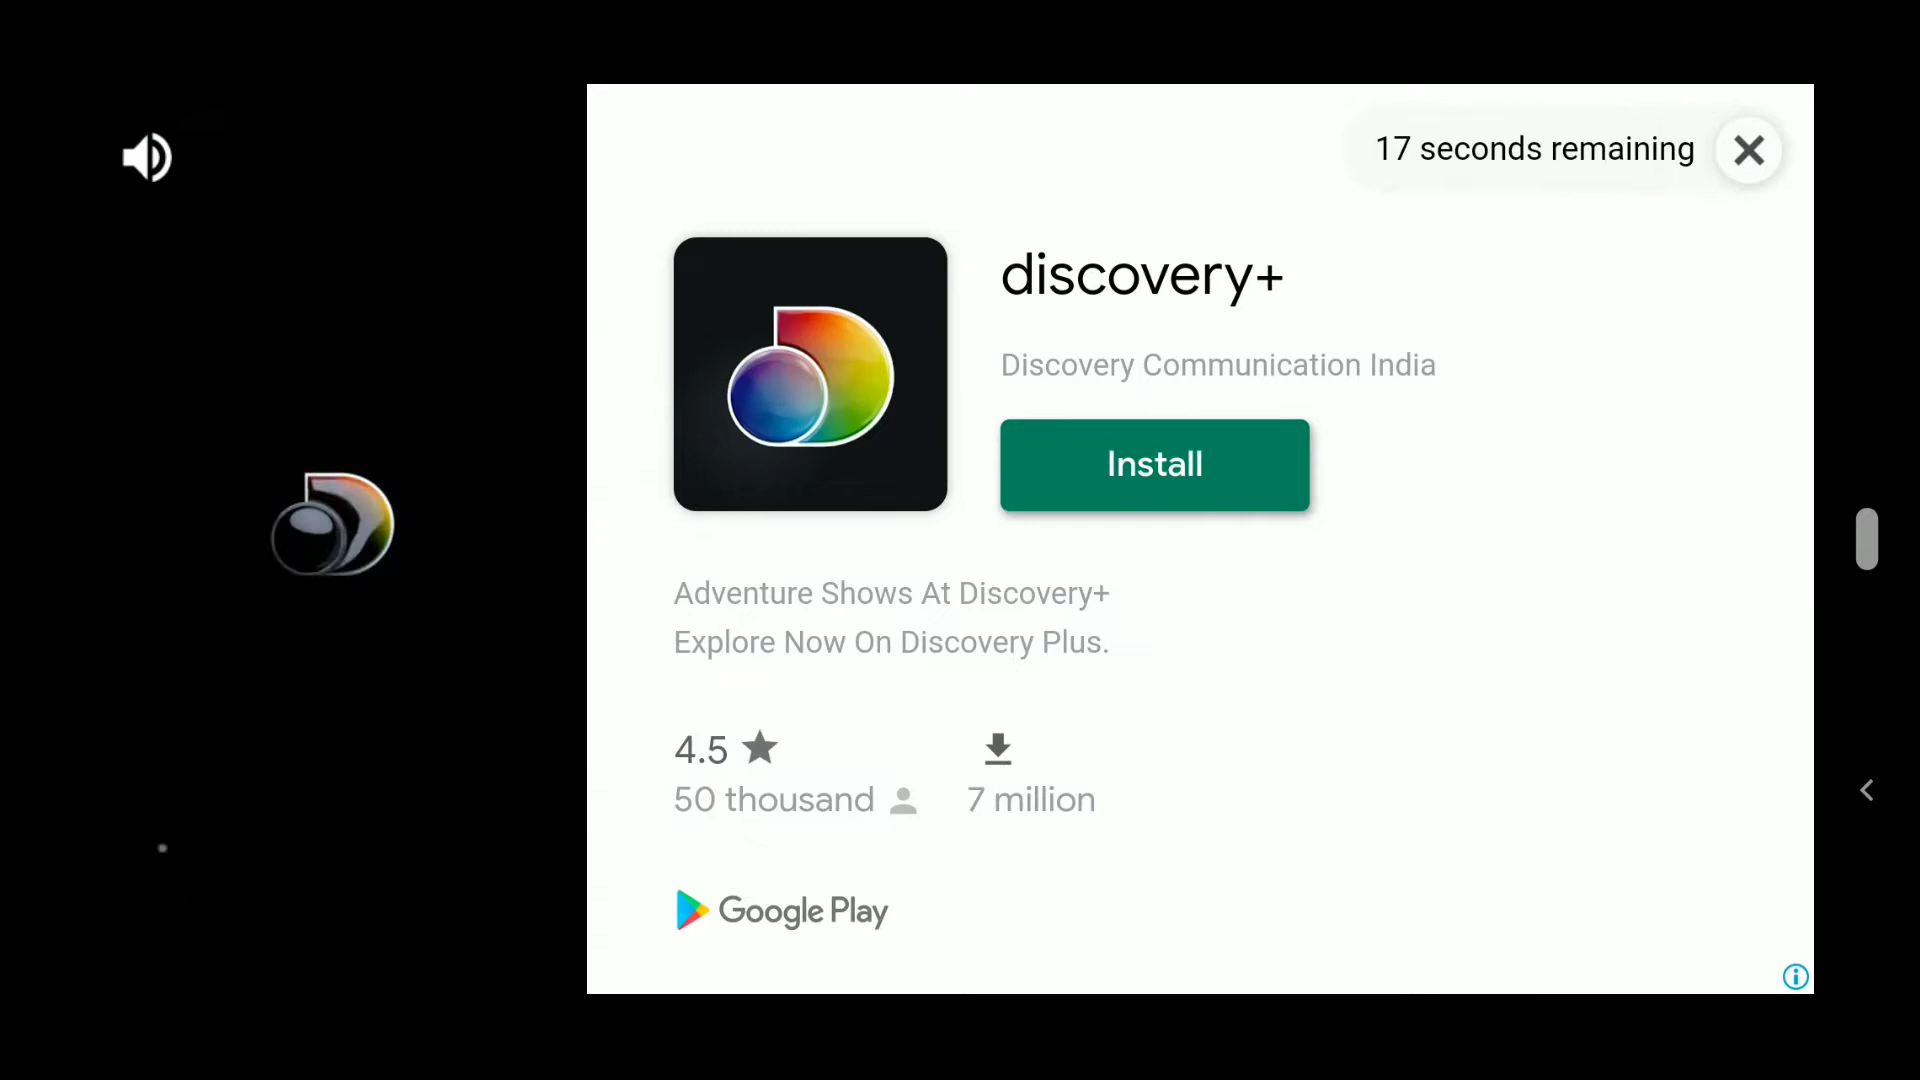 17 seconds remaining
discovery+
Discovery Communication India
Install
Adventure Shows At Discovery+
Explore Now On Discovery Plus.
4.5
50 thousand
7 million
Google Play